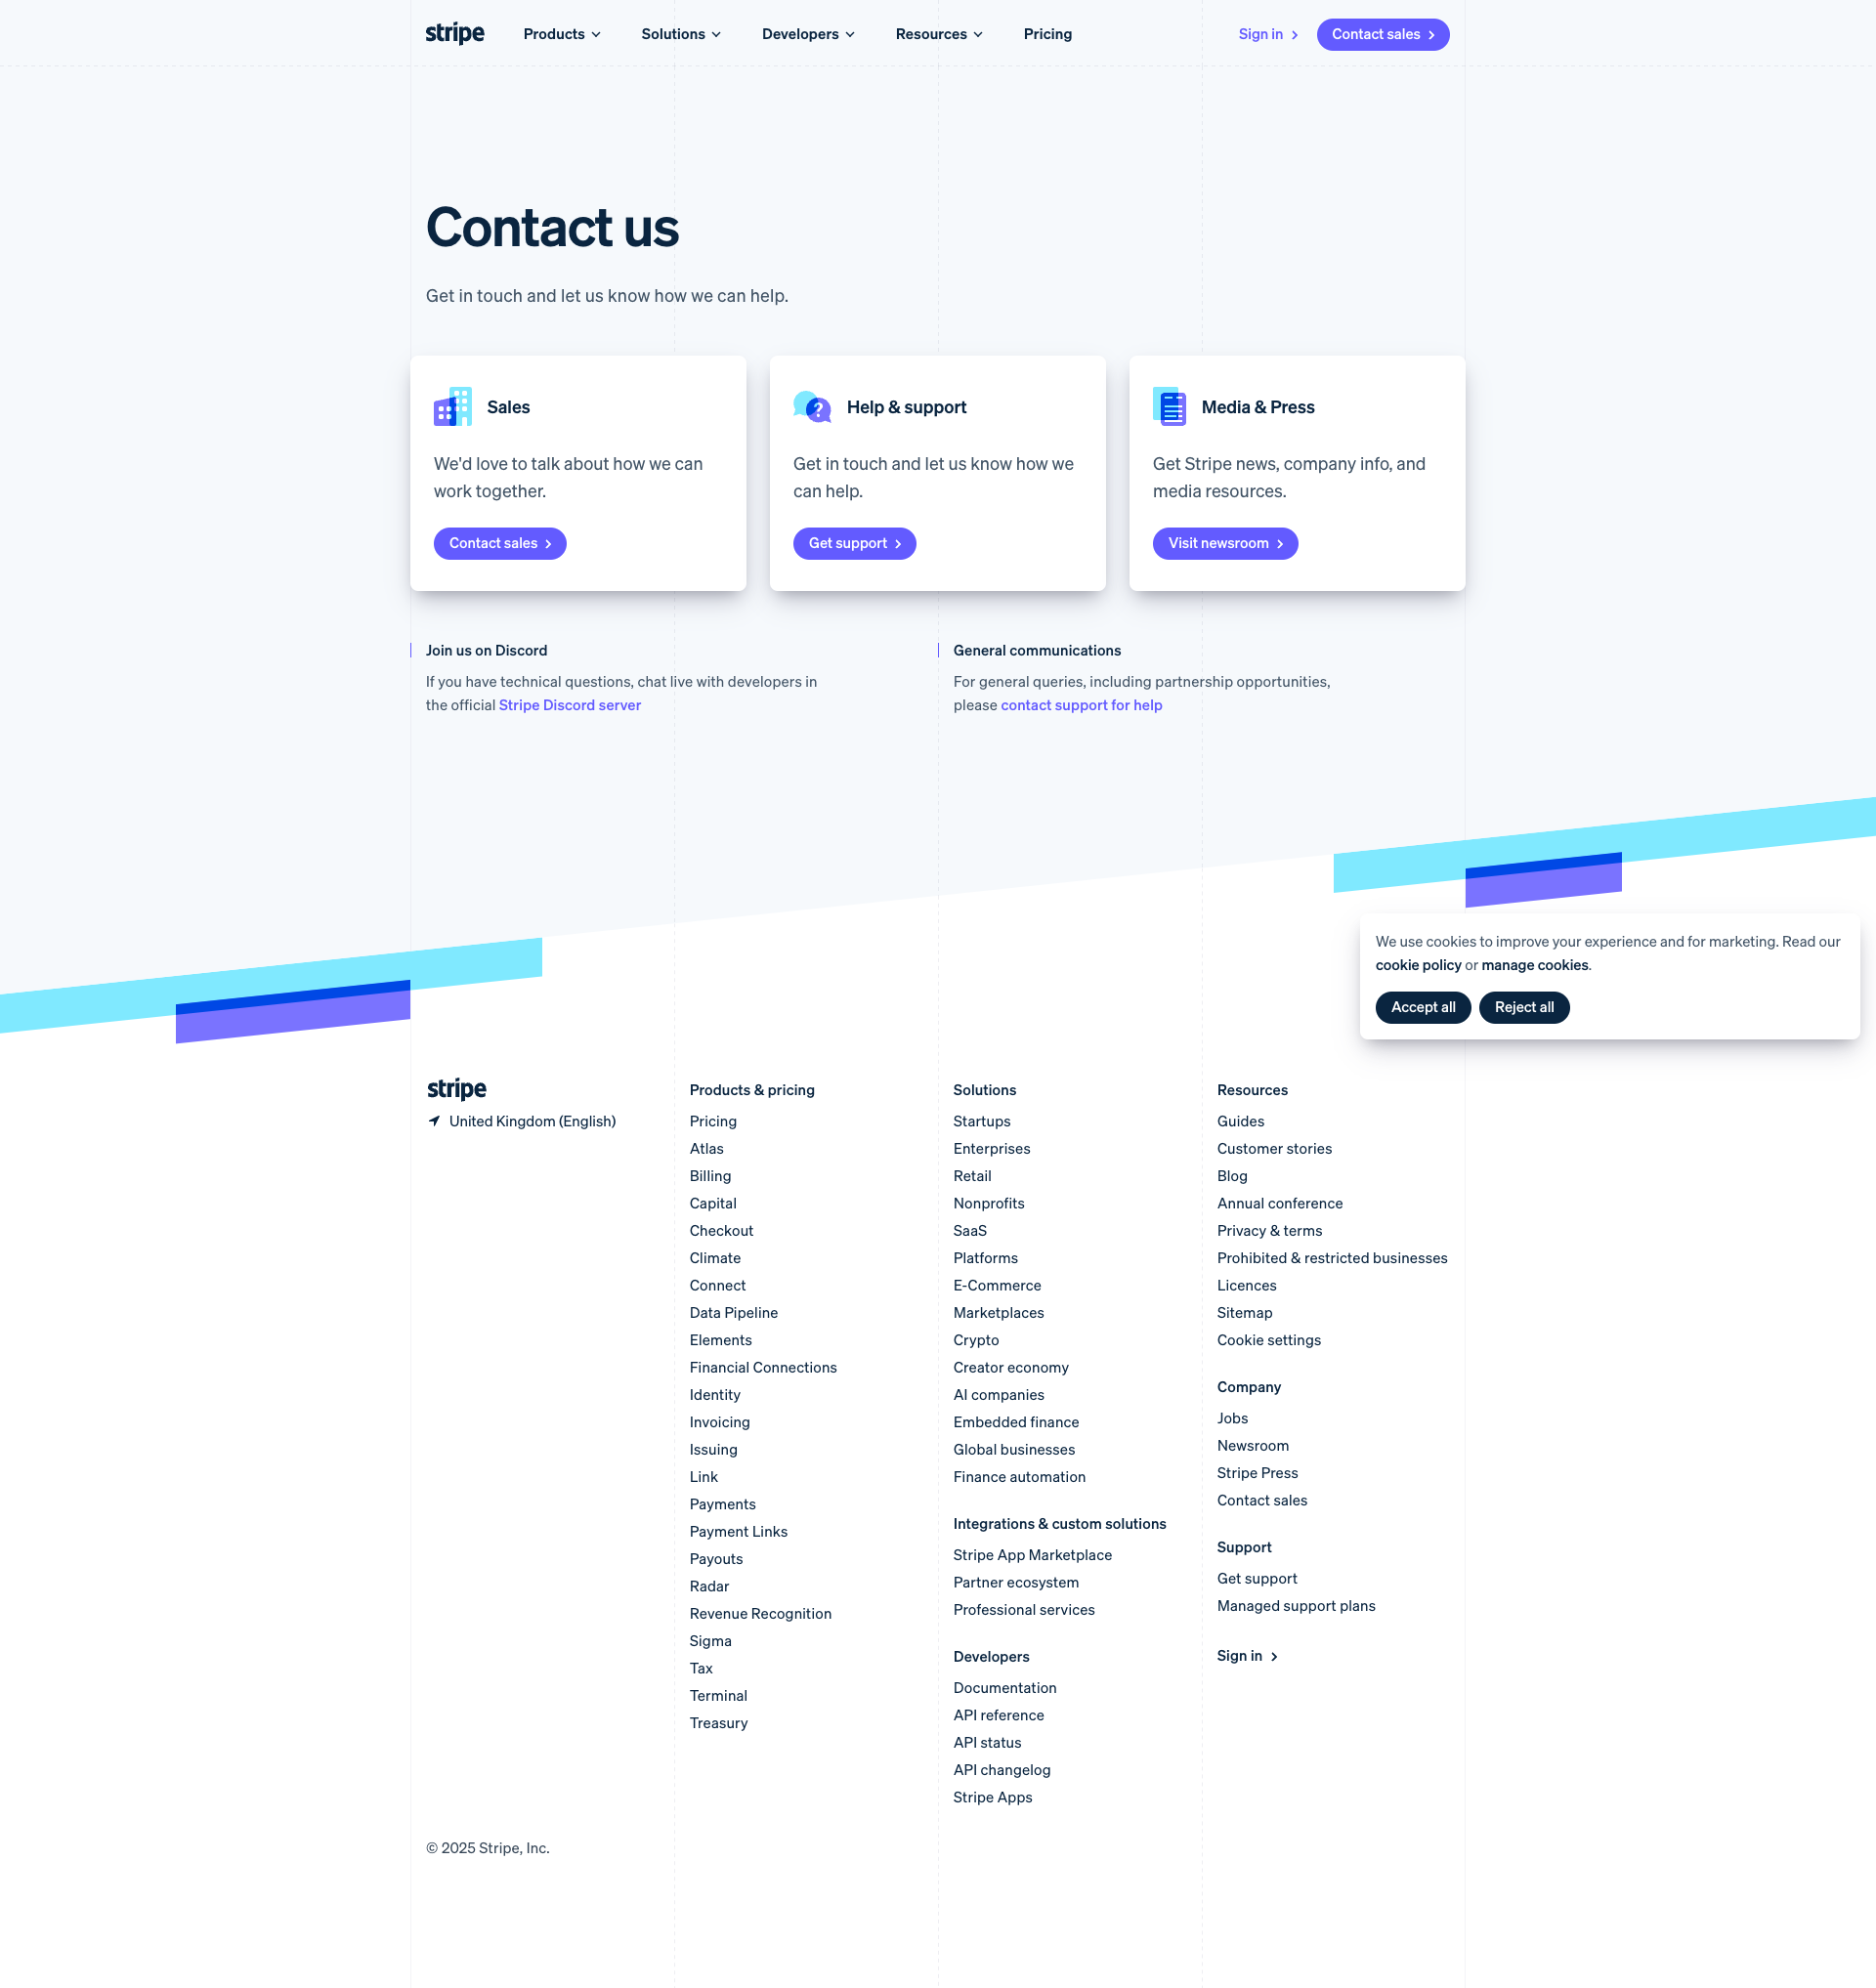 stripe
Products
Solutions
Developers
Resources
Pricing
Sign in
Contact sales
Contact us
Get in touch and let us know how we can help.
Sales
We'd love to talk about how we can
work together.
Contact sales
Help & support
Get in touch and let us know how we
can help.
Get support
Media & Press
Get Stripe news, company info, and
media resources.
Visit newsroom
Join us on Discord
If you have technical questions, chat live with developers in
the official Stripe Discord server
General communications
For general queries, including partnership opportunities,
please contact support for help
We use cookies to improve your experience and for marketing. Read our
cookie policy or manage cookies.
Accept all
Reject all
stripe
United Kingdom (English)
Products & pricing
Pricing
Atlas
Billing
Capital
Checkout
Climate
Connect
Data Pipeline
Elements
Financial Connections
Identity
Invoicing
Issuing
Link
Payments
Payment Links
Payouts
Radar
Revenue Recognition
Sigma
Tax
Terminal
Treasury
Solutions
Startups
Enterprises
Retail
Nonprofits
SaaS
Platforms
E-Commerce
Marketplaces
Crypto
Creator economy
AI companies
Embedded finance
Global businesses
Finance automation
Integrations & custom solutions
Stripe App Marketplace
Partner ecosystem
Professional services
Developers
Documentation
API reference
API status
API changelog
Stripe Apps
Resources
Guides
Customer stories
Blog
Annual conference
Privacy & terms
Prohibited & restricted businesses
Licences
Sitemap
Cookie settings
Company
Jobs
Newsroom
Stripe Press
Contact sales
Support
Get support
Managed support plans
Sign in
© 2025 Stripe, Inc.